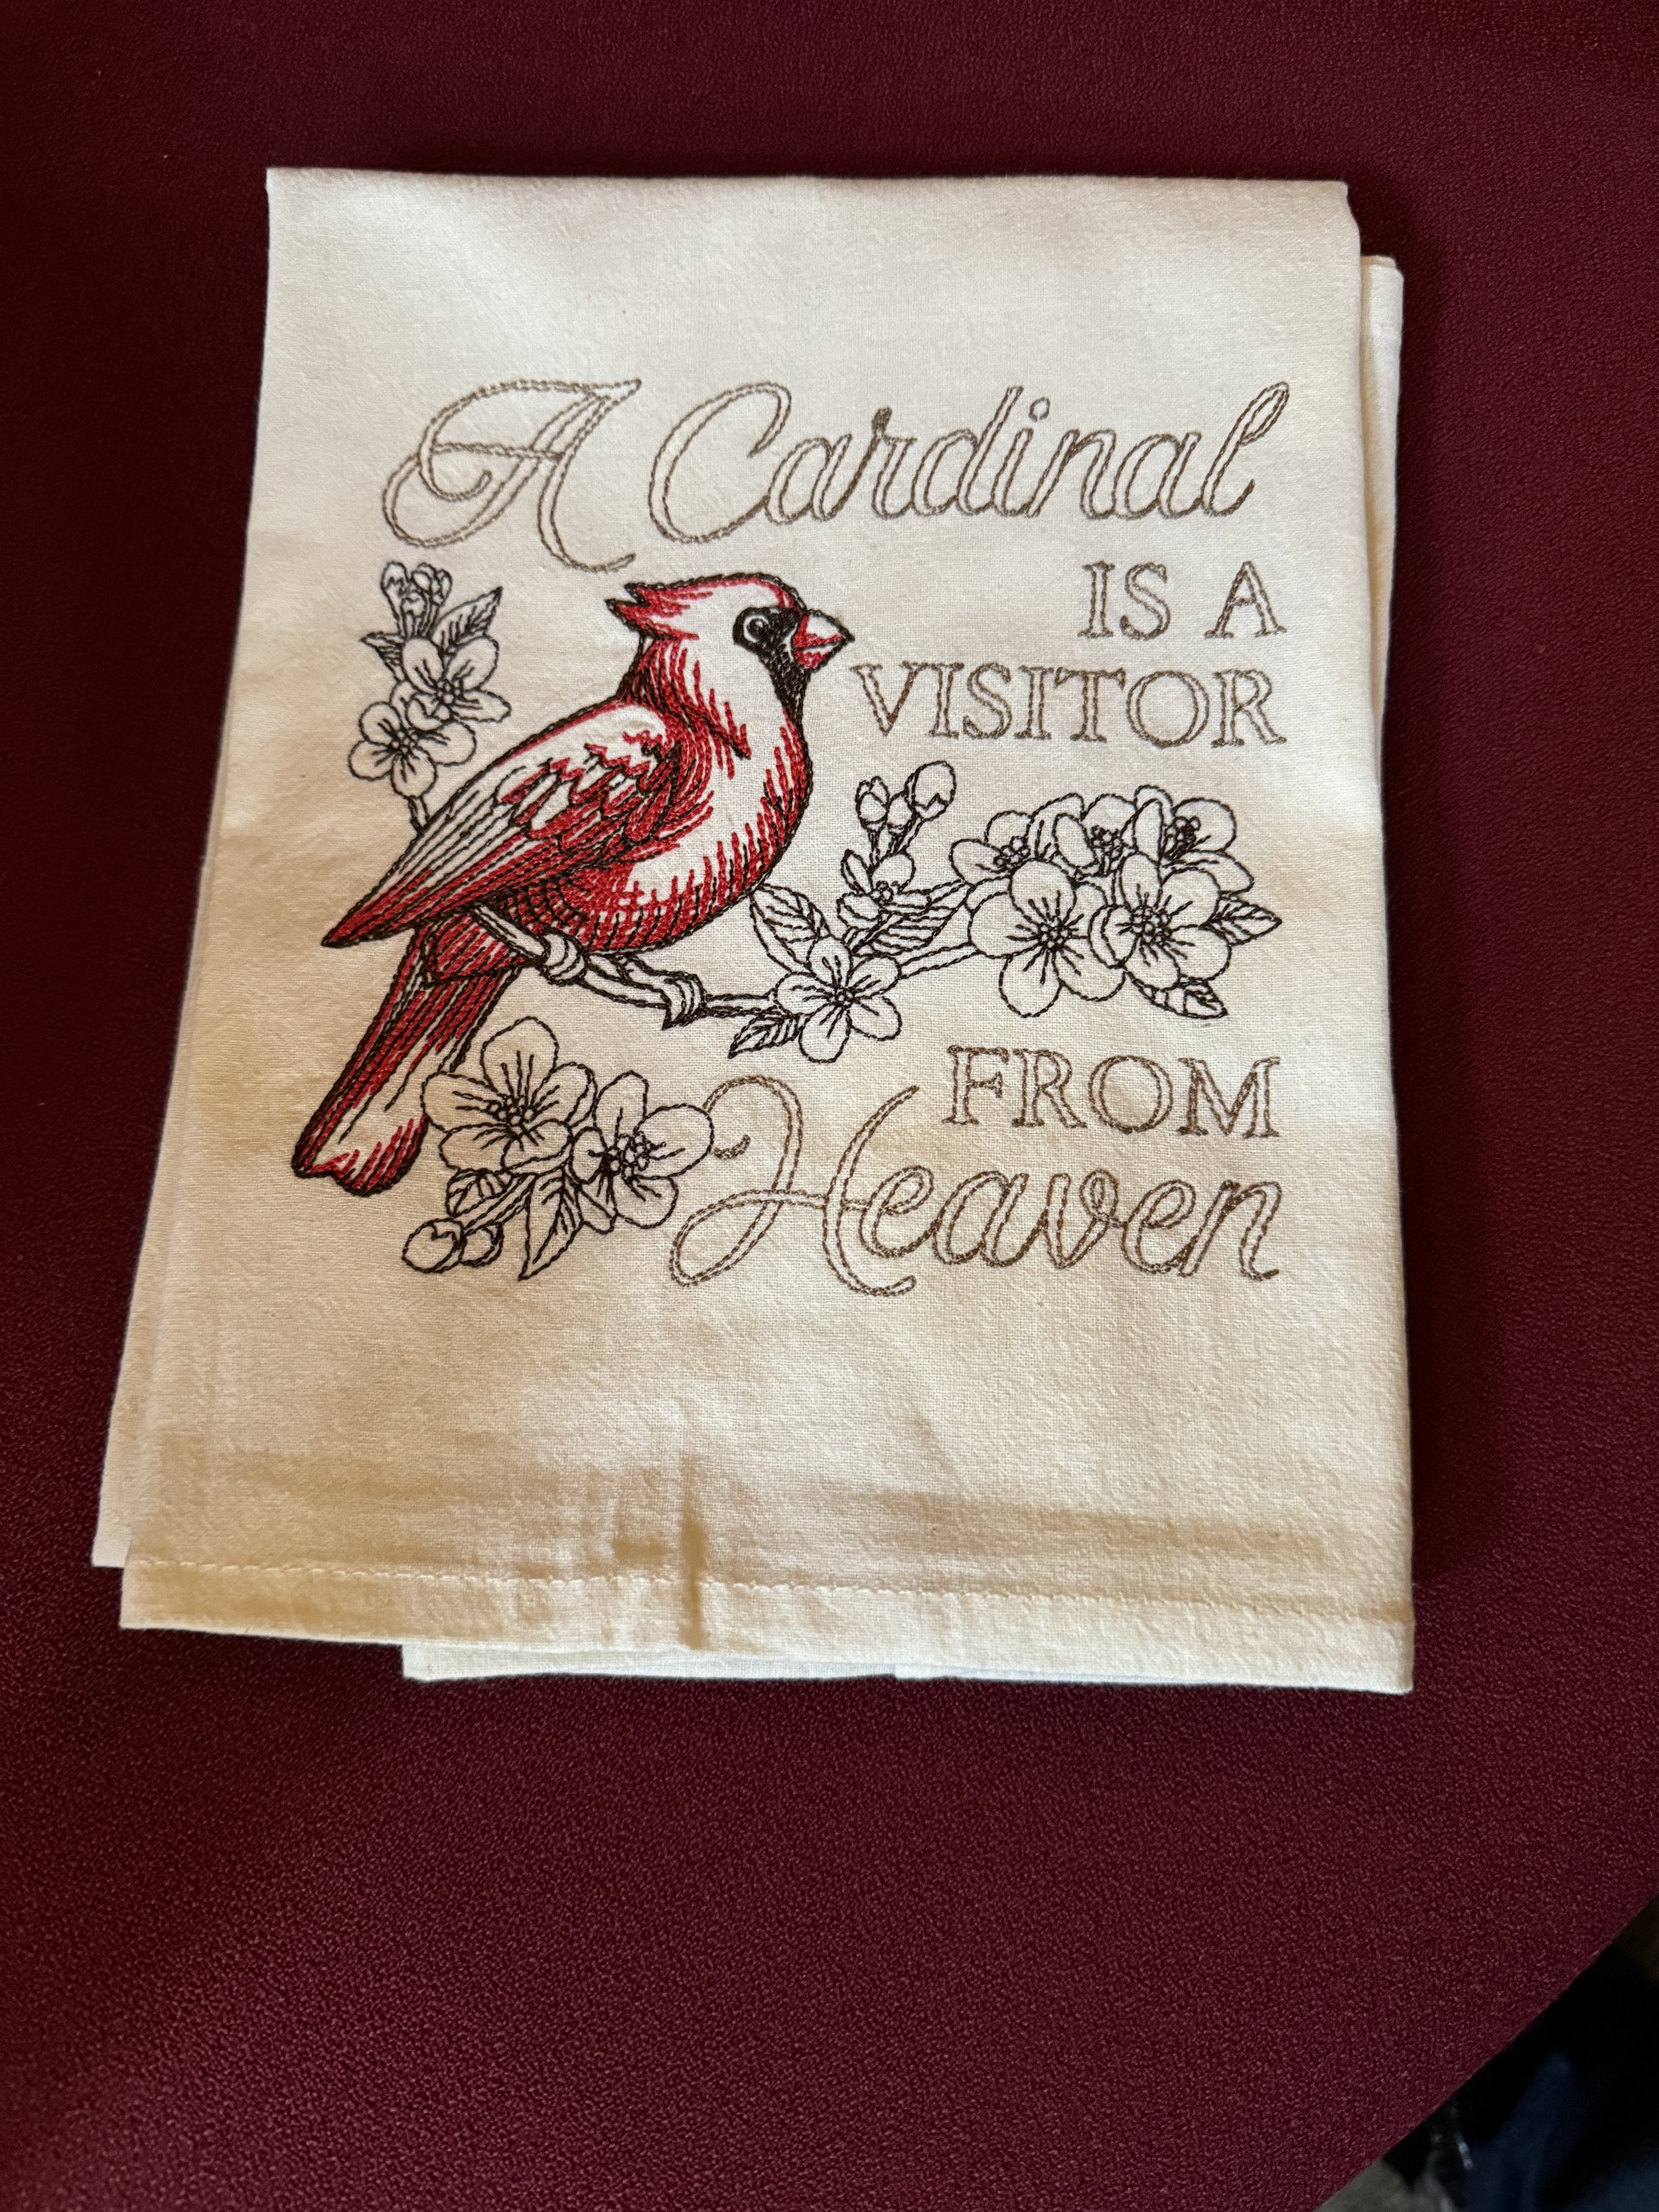 A Cardinal
IS A
VISITOR
FROM
Heaven